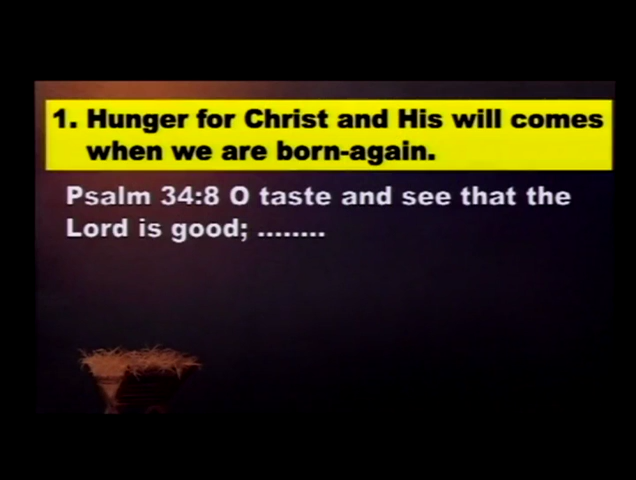 1. Hunger for Christ and His will comes
when we are born-again.
Psalm 34:8 O taste and see that the
Lord is good; ........